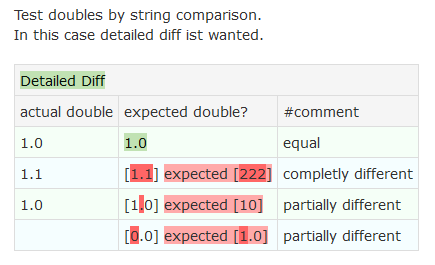 Test doubles by string comparison.
In this case detailed diff ist wanted.
Detailed Diff
actual double expected double? #comment
1.0 1.0 equal
1.1 [1.1] expected [222] completly different
1.0 [1.0] expected [10] partially different
[0.0] expected [1.0] partially different